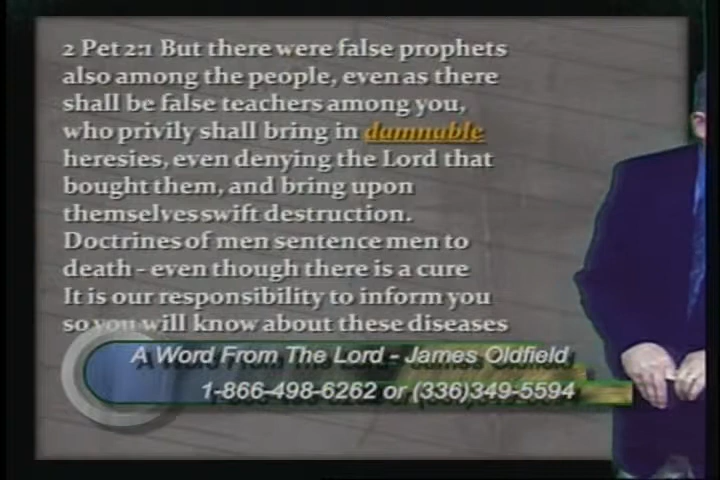 2 Pet 2:1 But there were false prophets
also among the people, even as there
shall be false teachers among you,
who privily shall bring in damnable
heresies, even denying the Lord that
bought them, and bring upon
themselves swift destruction.
Doctrines of men sentence men to
death - even though there is a cure
It is our responsibility to inform you
so you will know about these diseases
A Word From The Lord - James Oldfield
1-866-498-6262 or (336)349-5594